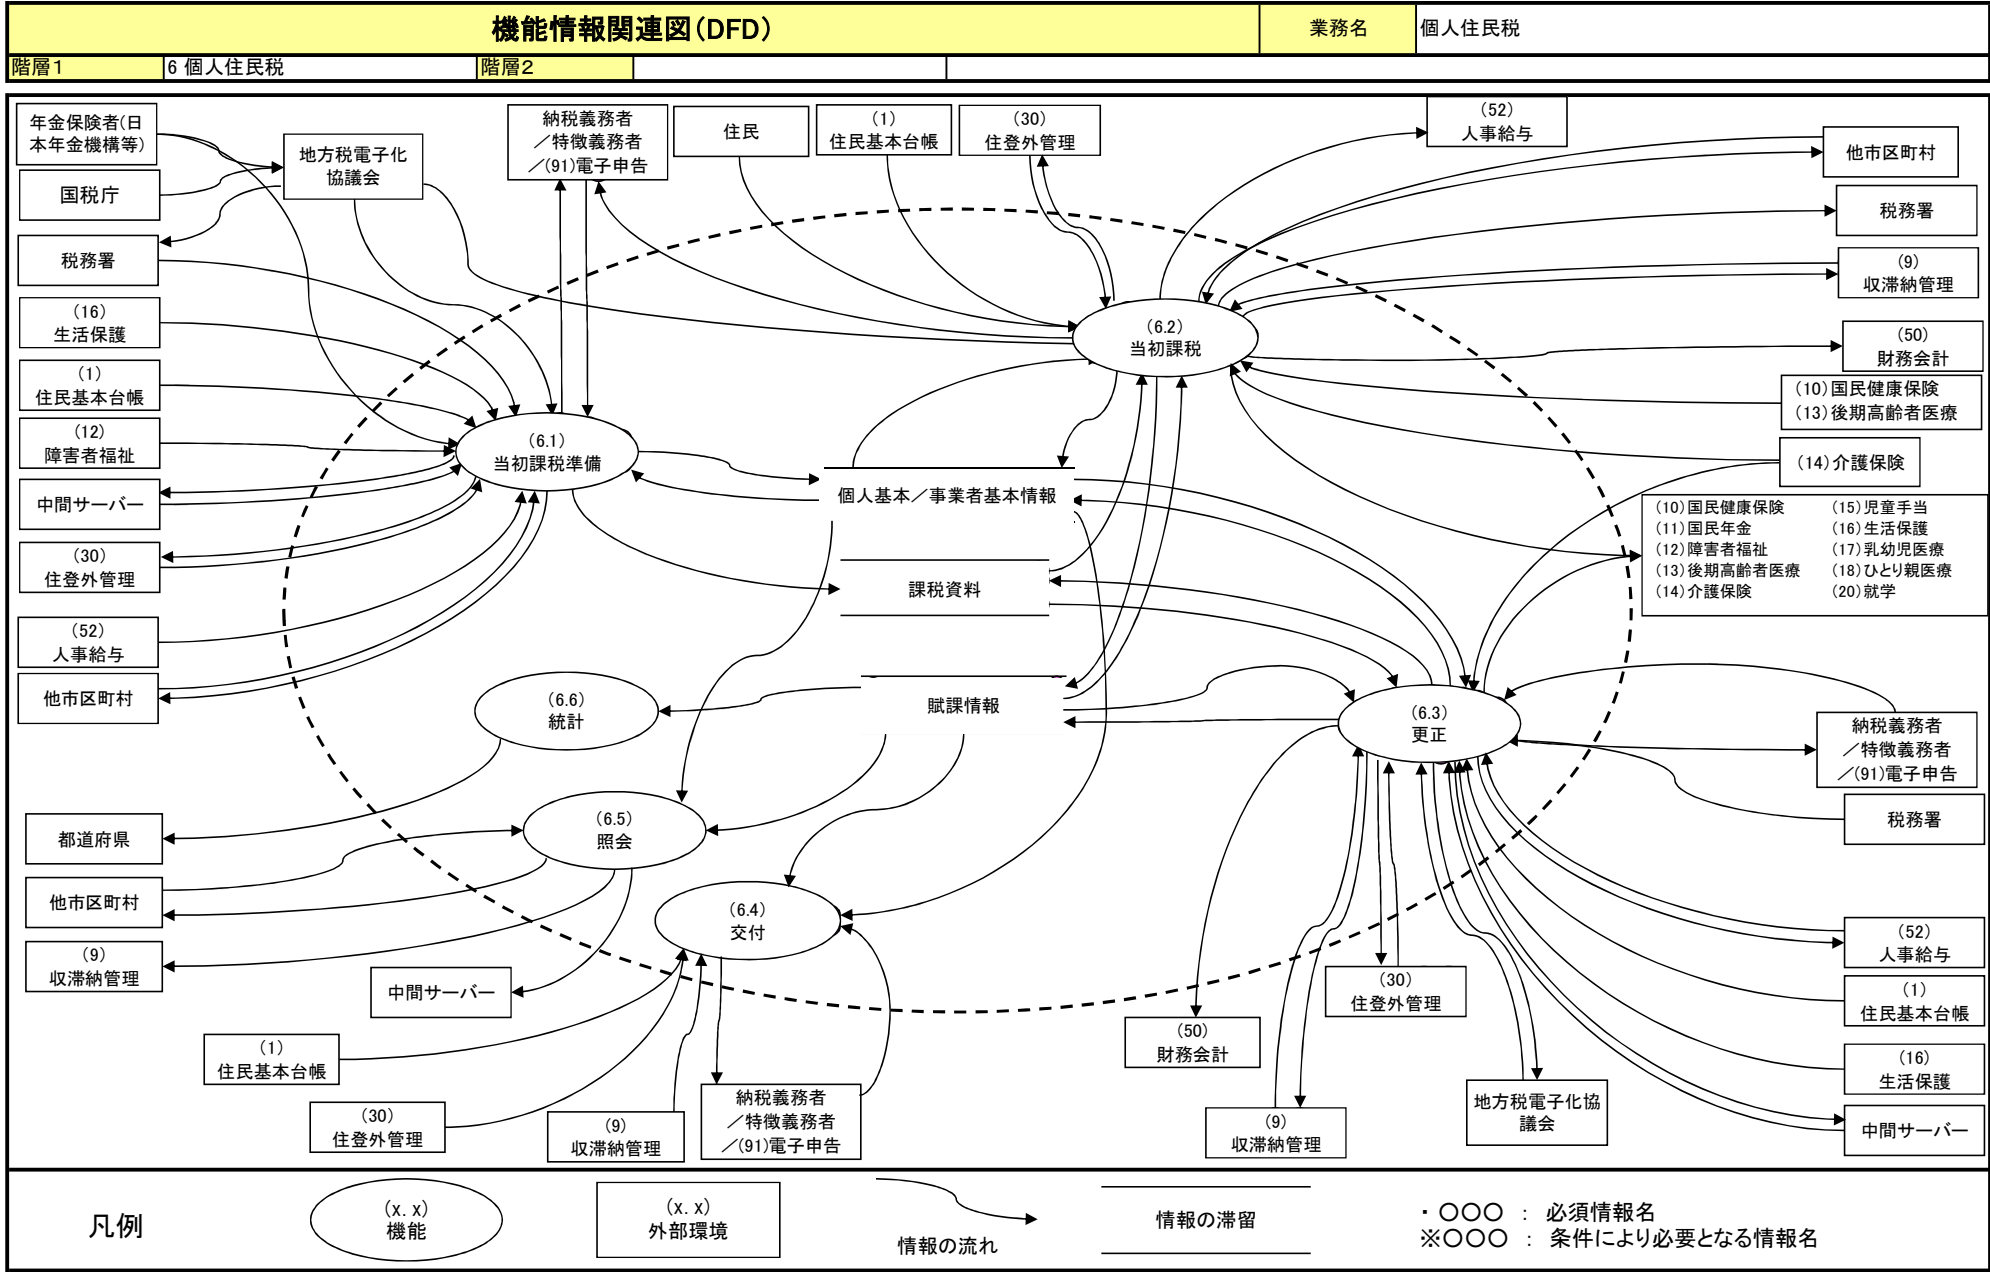 機能情報関連図(DFD)
業務名
個人住民税
階層1
6 個人住民税
階層2
年金保険者(日
本年金機構等)
国税庁
税務署
(16)
生活保護
(1)
住民基本台帳
(12)
障害者福祉
中間サーバー
(30)
住登外管理
(52)
人事給与
他市区町村
地方税電子化
協議会
納税義務者
／特徴義務者
／(91)電子申告
住民
(1)
住民基本台帳
(30)
住登外管理
(52)
人事給与
他市区町村
税務署
(9)
収滞納管理
(50)
財務会計
(10)国民健康保険
(13)後期高齢者医療
(14)介護保険
(10)国民健康保険
(11)国民年金
(12)障害者福祉
(13)後期高齢者医療
(14)介護保険
(15)児童手当
(16)生活保護
(17)乳幼児医療
(18)ひとり親医療
(20)就学
(6.1)
当初課税準備
(6.2)
当初課税
個人基本／事業者基本情報
課税資料
賦課情報
(6.6)
統計
(6.3)
更正
(6.5)
照会
(6.4)
交付
納税義務者
／特徴義務者
／(91)電子申告
税務署
都道府県
他市区町村
(9)
収滞納管理
中間サーバー
(1)
住民基本台帳
(30)
住登外管理
(9)
収滞納管理
納税義務者
／特徴義務者
／(91)電子申告
(50)
財務会計
(9)
収滞納管理
(30)
住登外管理
地方税電子化協
議会
(52)
人事給与
(1)
住民基本台帳
(16)
生活保護
中間サーバー
凡例
(x. x)
機能
(x. x)
外部環境
情報の流れ
情報の滞留
・ 〇〇〇 ： 必須情報名
※〇〇〇 ： 条件により必要となる情報名